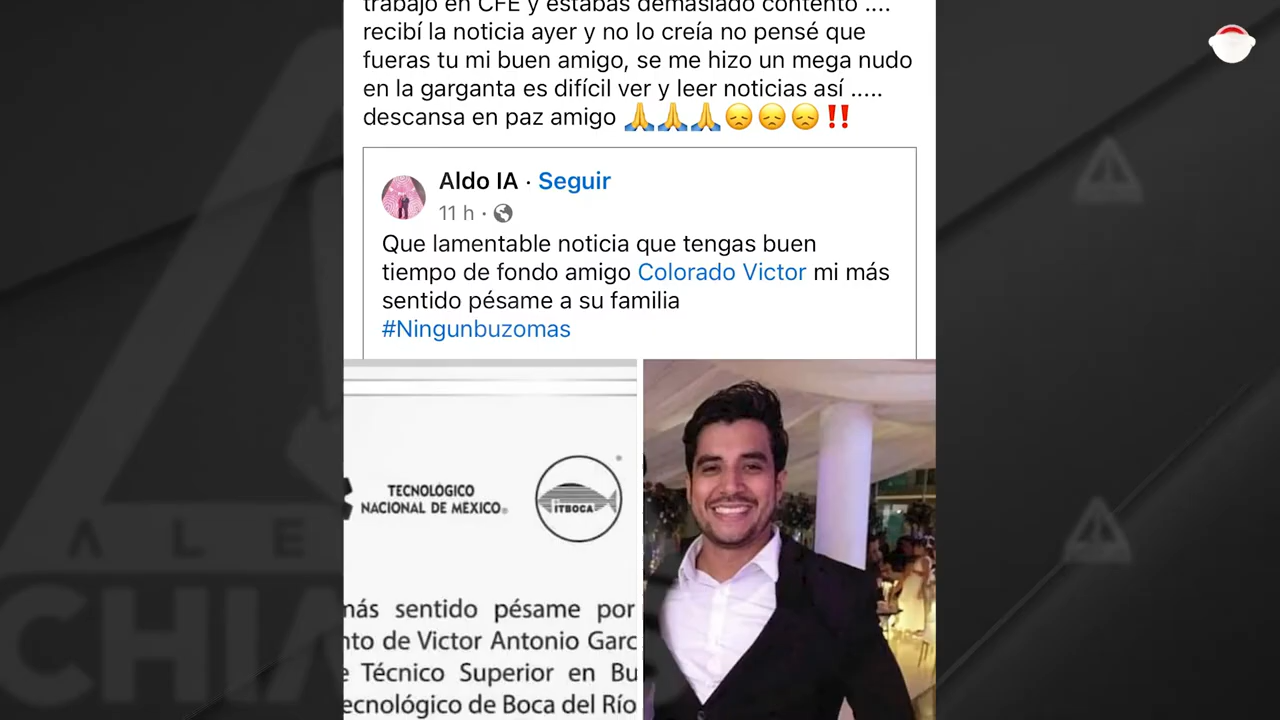 trabajo en CFE y estabas demasiado contento ....
recibí la noticia ayer y no lo creía no pensé que
fueras tu mi buen amigo, se me hizo un mega nudo
en la garganta es difícil ver y leer noticias así .....
descansa en paz amigo 🙏🙏🙏😞😞😞‼️
Aldo IA · Seguir
11 h ·
Que lamentable noticia que tengas buen
tiempo de fondo amigo Colorado Victor mi más
sentido pésame a su familia
#Ningunbuzomas
TECNOLÓGICO
NACIONAL DE MÉXICO®
ITBOCA
más sentido pésame por
nto de Victor Antonio Garc
e Técnico Superior en Bu
ecnológico de Boca del Río
ALE
CHIA